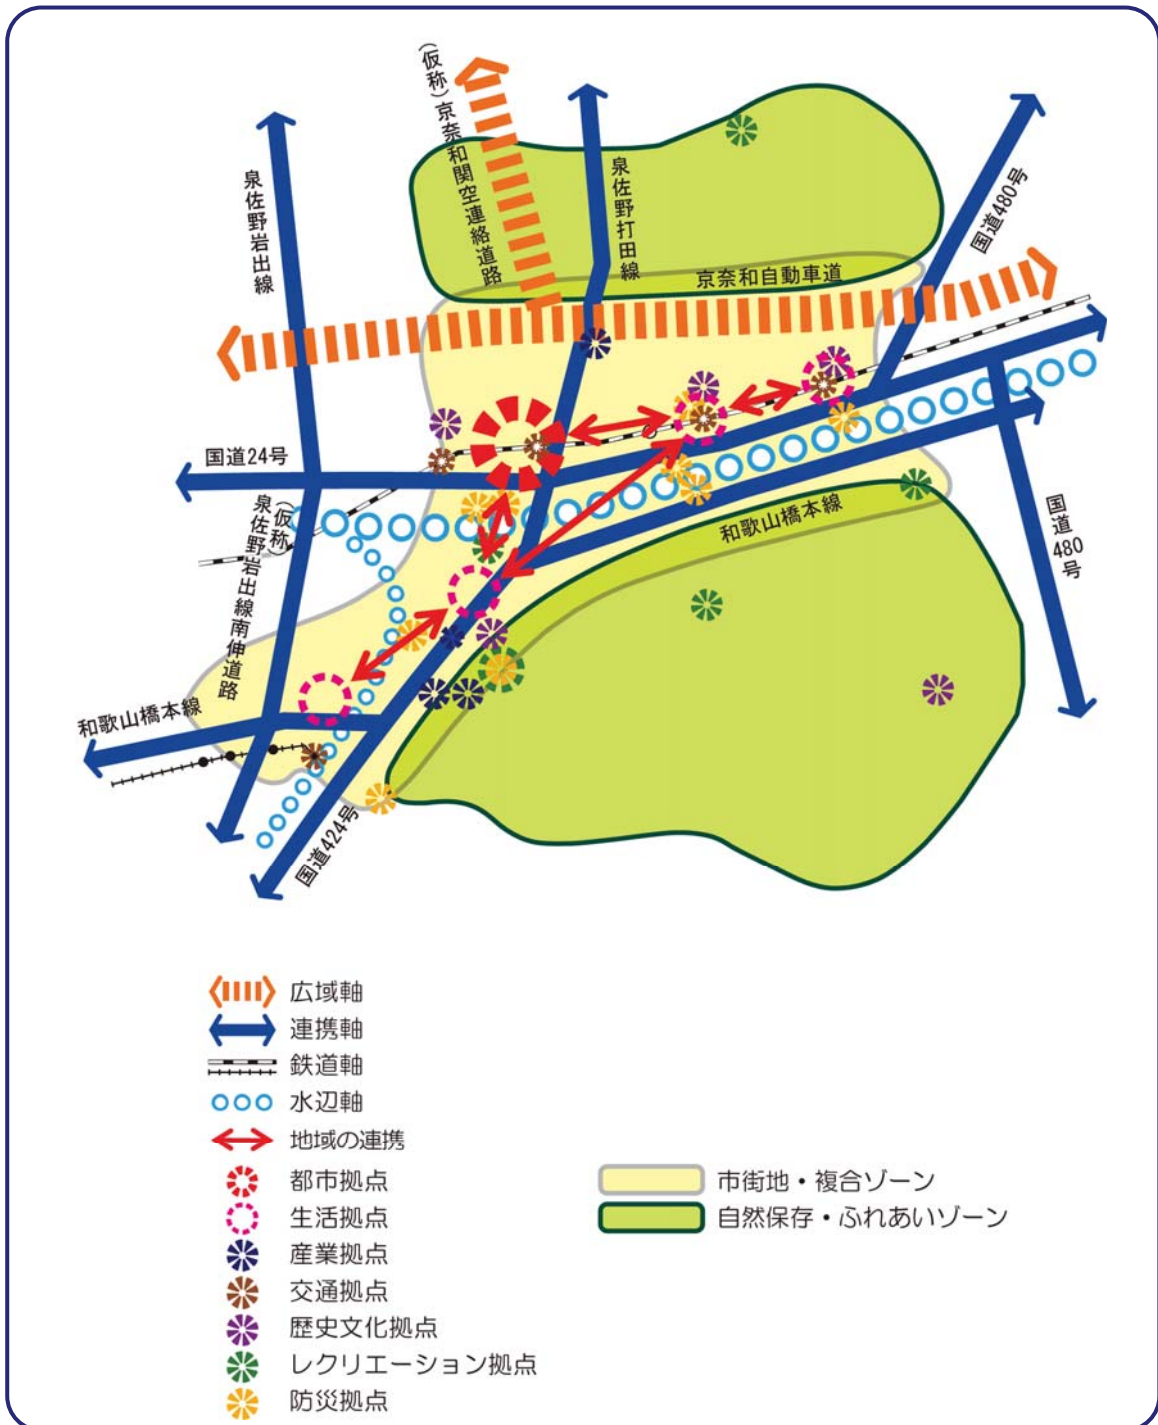 (仮称)京奈和関空連絡道路
泉佐野岩出線
泉佐野打田線
国道480号
京奈和自動車道
国道24号
(仮称)
泉佐野岩出線南伸道路
和歌山橋本線
国道480号
和歌山橋本線
国道424号
広域軸
連携軸
鉄道軸
水辺軸
地域の連携
都市拠点
生活拠点
産業拠点
交通拠点
歴史文化拠点
レクリエーション拠点
防災拠点
市街地・複合ゾーン
自然保存・ふれあいゾーン